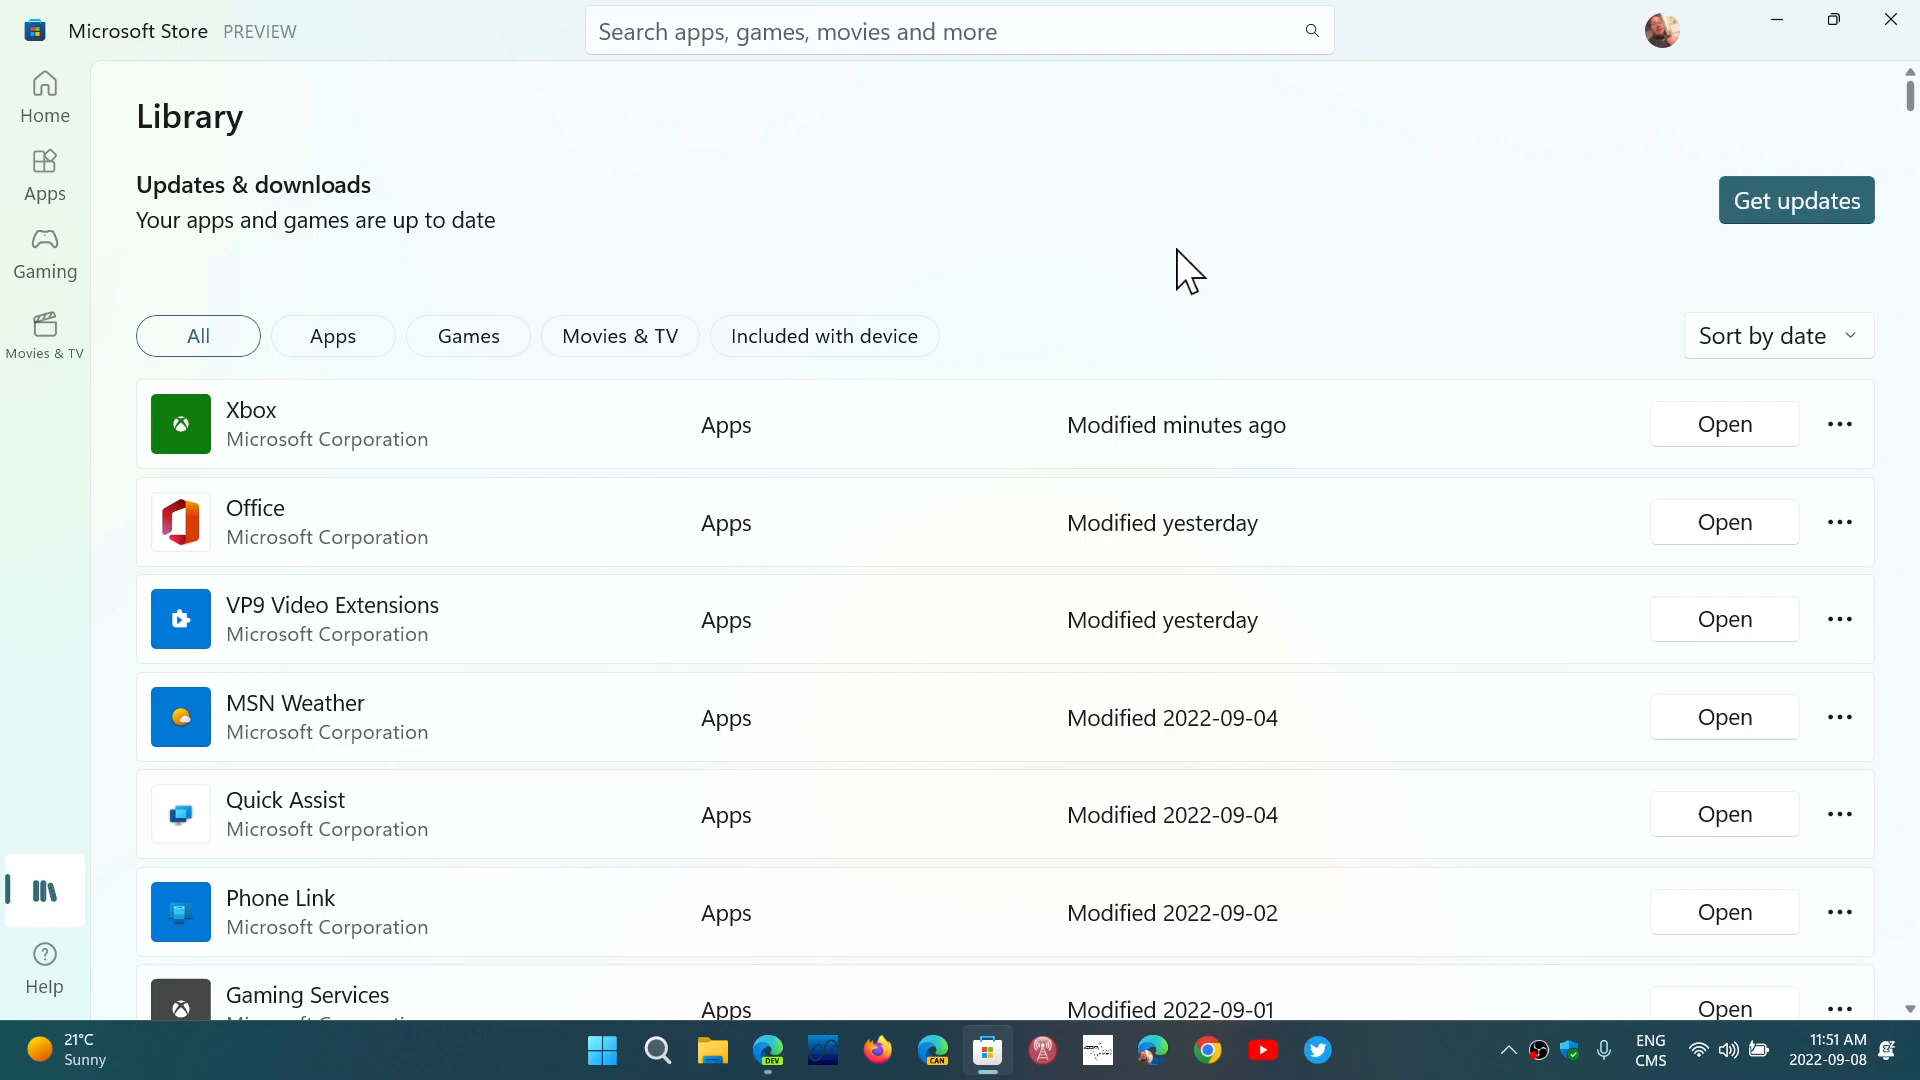 Microsoft Store PREVIEW
Search apps, games, movies and more
Home
Apps
Gaming
Movies & TV
Help
Library
Updates & downloads
Your apps and games are up to date
Get updates
All
Apps
Games
Movies & TV
Included with device
Sort by date
Xbox
Microsoft Corporation
Apps
Modified minutes ago
Open
Office
Microsoft Corporation
Apps
Modified yesterday
Open
VP9 Video Extensions
Microsoft Corporation
Apps
Modified yesterday
Open
MSN Weather
Microsoft Corporation
Apps
Modified 2022-09-04
Open
Quick Assist
Microsoft Corporation
Apps
Modified 2022-09-04
Open
Phone Link
Microsoft Corporation
Apps
Modified 2022-09-02
Open
Gaming Services
Apps
Modified 2022-09-01
Open
21°C
Sunny
DEV
CAN
ENG
CMS
11:51 AM
2022-09-08